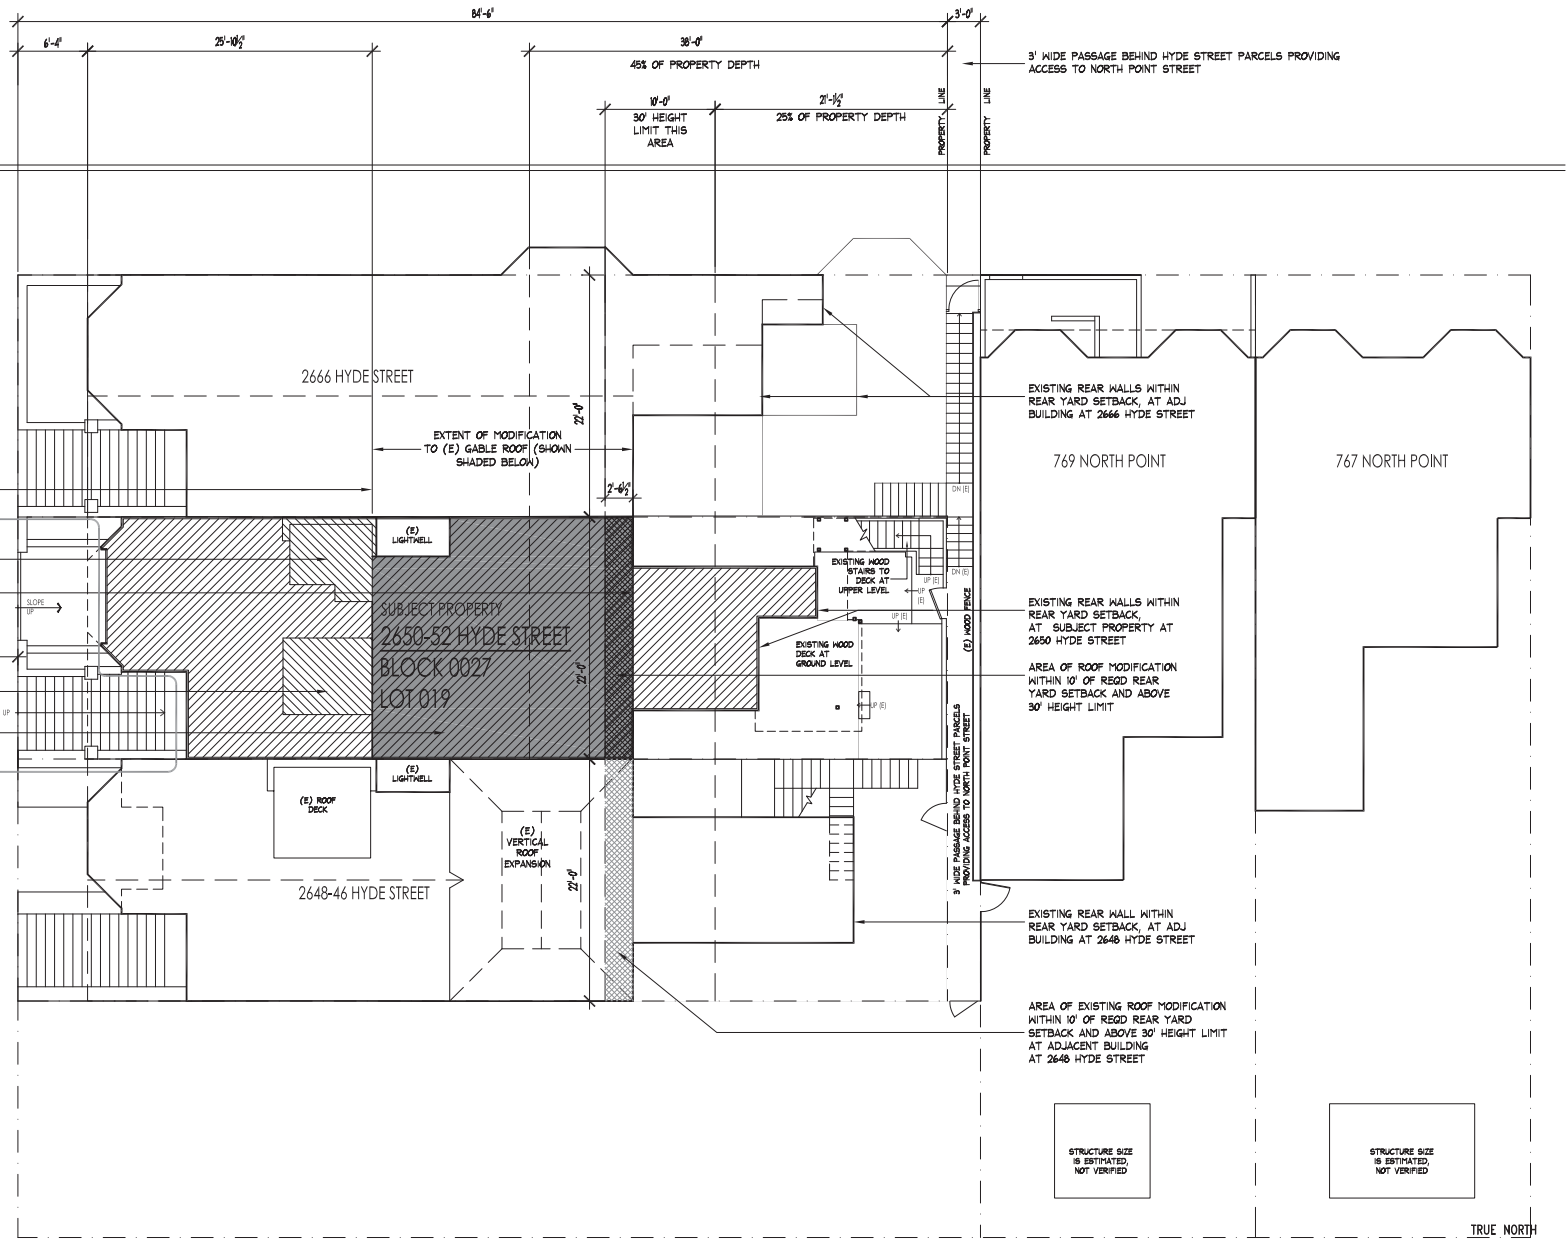 84'-6"
3'-0"
6'-4"
25'-10½"
38'-0"
45% OF PROPERTY DEPTH
3' WIDE PASSAGE BEHIND HYDE STREET PARCELS PROVIDING
ACCESS TO NORTH POINT STREET
10'-0"
30' HEIGHT
LIMIT THIS
AREA
21'-1½"
25% OF PROPERTY DEPTH
PROPERTY LINE
PROPERTY LINE
2666 HYDE STREET
22'-0"
EXTENT OF MODIFICATION
TO (E) GABLE ROOF (SHOWN
SHADED BELOW)
2'-6½"
EXISTING REAR WALLS WITHIN
REAR YARD SETBACK, AT ADJ
BUILDING AT 2666 HYDE STREET
769 NORTH POINT
767 NORTH POINT
DN (E)
(E)
LIGHTWELL
EXISTING WOOD
STAIRS TO
DECK AT
UPPER LEVEL
DN (E)
UP (E)
UP
(E)
UP (E)
SLOPE
UP
SUBJECT PROPERTY
2650-52 HYDE STREET
BLOCK 0027
LOT 019
22'-0"
EXISTING WOOD
DECK AT
GROUND LEVEL
UP (E)
UP
(E) WOOD FENCE
EXISTING REAR WALLS WITHIN
REAR YARD SETBACK,
AT SUBJECT PROPERTY AT
2650 HYDE STREET
AREA OF ROOF MODIFICATION
WITHIN 10' OF REQD REAR
YARD SETBACK AND ABOVE
30' HEIGHT LIMIT
3' WIDE PASSAGE BEHIND HYDE STREET PARCELS
PROVIDING ACCESS TO NORTH POINT STREET
(E)
LIGHTWELL
(E) ROOF
DECK
(E)
VERTICAL
ROOF
EXPANSION
22'-0"
2648-46 HYDE STREET
EXISTING REAR WALL WITHIN
REAR YARD SETBACK, AT ADJ
BUILDING AT 2648 HYDE STREET
AREA OF EXISTING ROOF MODIFICATION
WITHIN 10' OF REQD REAR YARD
SETBACK AND ABOVE 30' HEIGHT LIMIT
AT ADJACENT BUILDING
AT 2648 HYDE STREET
STRUCTURE SIZE
IS ESTIMATED,
NOT VERIFIED
STRUCTURE SIZE
IS ESTIMATED,
NOT VERIFIED
TRUE NORTH